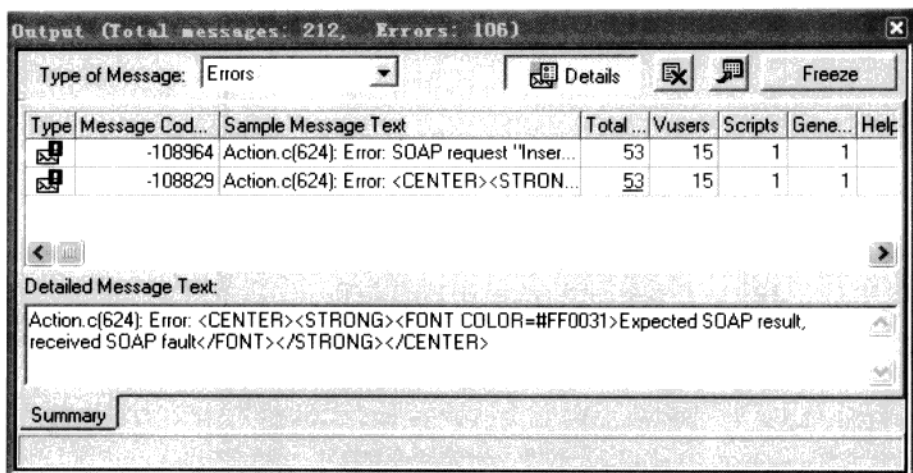 Output (Total messages: 212, Errors: 106)
Type of Message: Errors Details Freeze
Type Message Cod... Sample Message Text Total ... Vusers Scripts Gene... Help
-108964 Action.c(624): Error: SOAP request "Inser... 53 15 1 1
-108829 Action.c(624): Error: <CENTER><STRON... 53 15 1 1
Detailed Message Text:
Action.c(624): Error: <CENTER><STRONG><FONT COLOR=#FF0031>Expected SOAP result,
received SOAP fault</FONT></STRONG></CENTER>
Summary